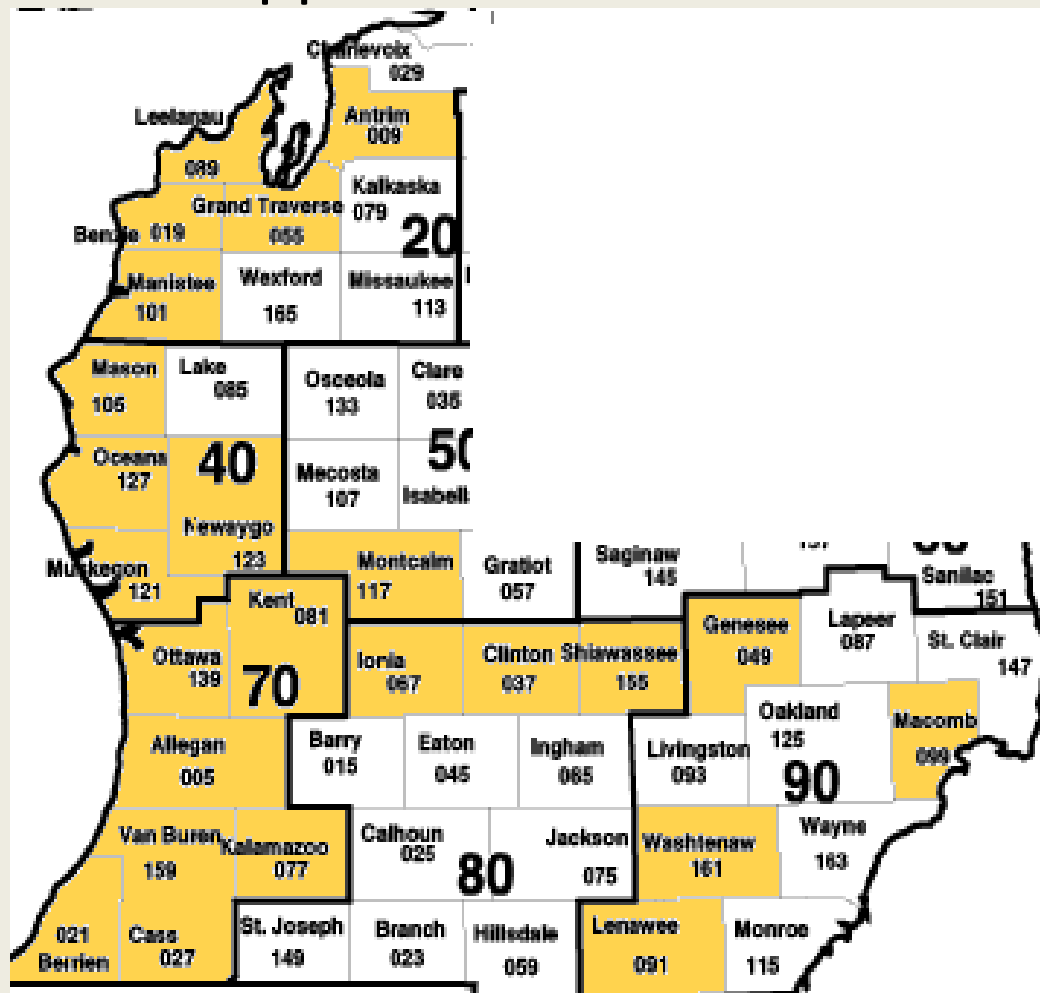 Charlevoix
029
Leelanau
089
Antrim
009
Kalkaska
079
20
Grand Traverse
055
Benzie 019
Manistee
101
Wexford
165
Missaukee
113
Mason
105
Lake
085
Osceola
133
Clare
035
Oceana
127
40
Mecosta
107
50
Isabell
Newaygo
123
Muskegon
121
Montcalm
117
Gratiot
057
Saginaw
145
Sanilac
151
Kent
081
Ottawa
139
70
Ionia
067
Clinton
037
Shiawassee
155
Genesee
049
Lapeer
087
St. Clair
147
Allegan
005
Barry
015
Eaton
045
Ingham
065
Livingston
093
Oakland
125
90
Macomb
099
Van Buren
159
Kalamazoo
077
Calhoun
025
80
Jackson
075
Washtenaw
161
Wayne
163
021
Berrien
Cass
027
St. Joseph
149
Branch
023
Hillsdale
059
Lenawee
091
Monroe
115